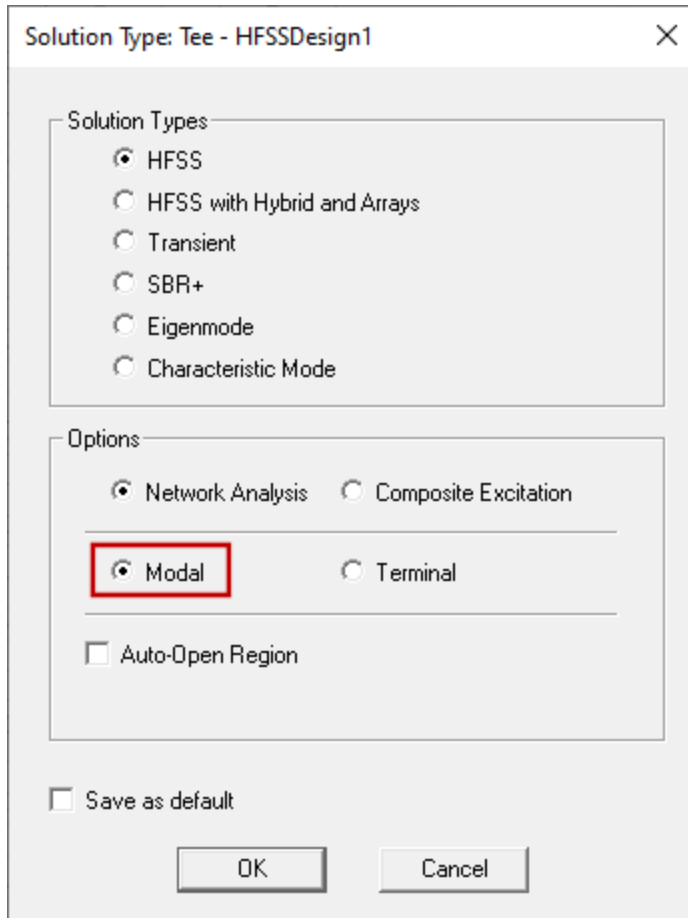 Solution Type: Tee - HFSSDesign1
Solution Types
HFSS
HFSS with Hybrid and Arrays
Transient
SBR+
Eigenmode
Characteristic Mode
Options
Network Analysis Composite Excitation
Modal Terminal
Auto-Open Region
Save as default
OK Cancel